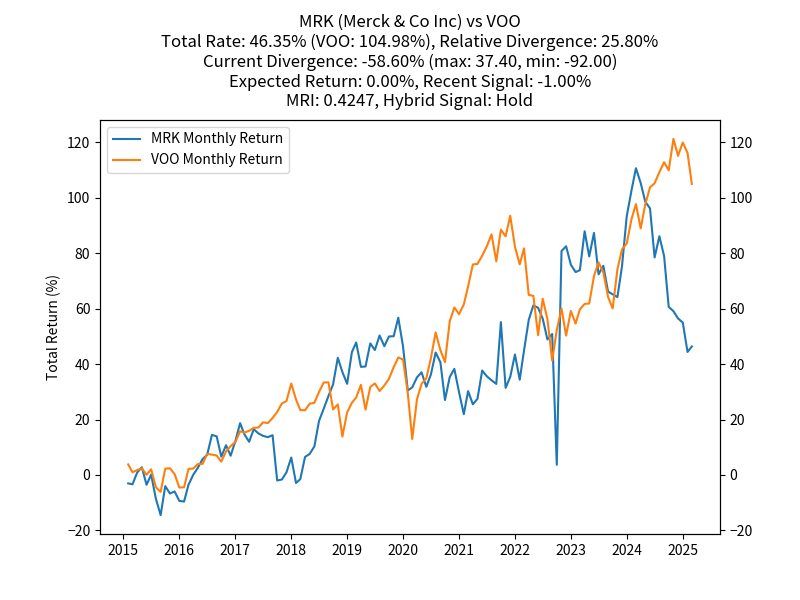 MRK (Merck & Co Inc) vs VOO
Total Rate: 46.35% (VOO: 104.98%), Relative Divergence: 25.80%
Current Divergence: -58.60% (max: 37.40, min: -92.00)
Expected Return: 0.00%, Recent Signal: -1.00%
MRI: 0.4247, Hybrid Signal: Hold
MRK Monthly Return
VOO Monthly Return
Total Return (%)
120
100
80
60
40
20
0
−20
120
100
80
60
40
20
0
−20
2015 2016 2017 2018 2019 2020 2021 2022 2023 2024 2025